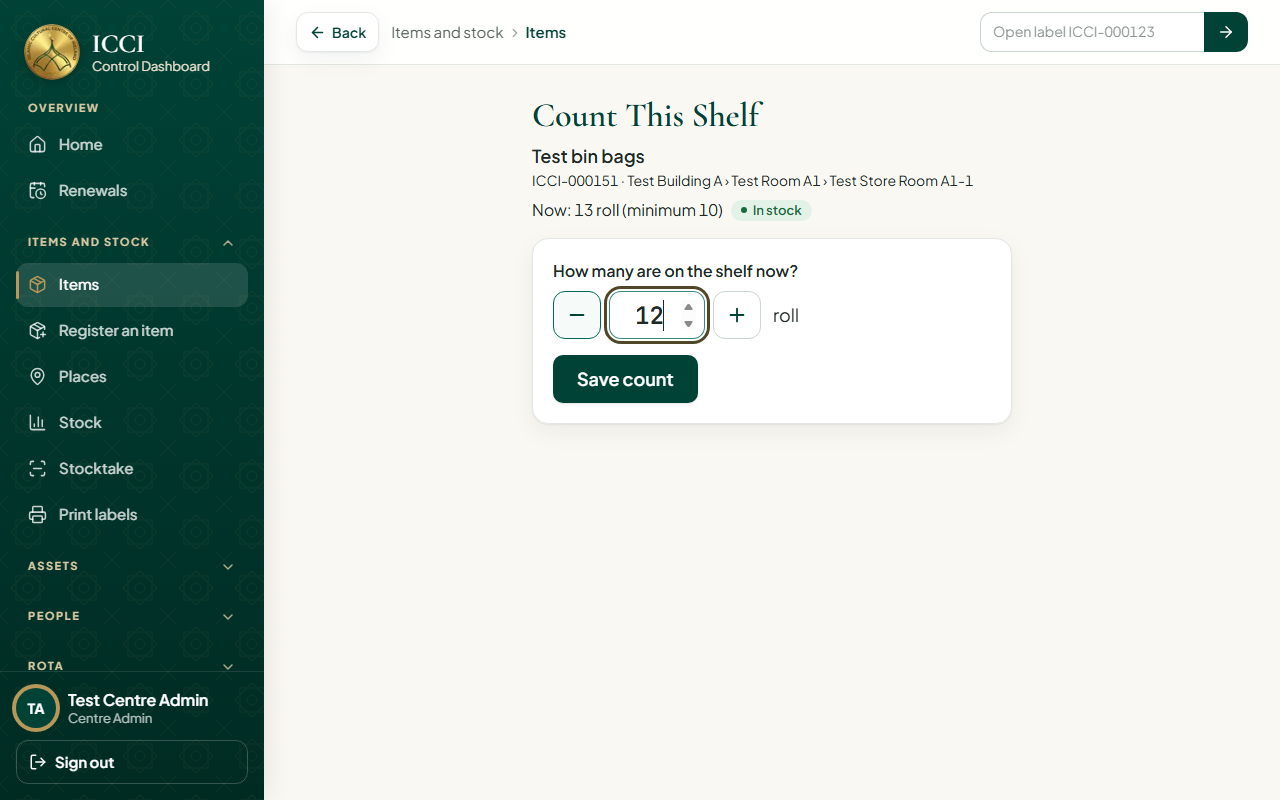 ICCI
Control Dashboard
OVERVIEW
Home
Renewals
ITEMS AND STOCK
Items
Register an item
Places
Stock
Stocktake
Print labels
ASSETS
PEOPLE
ROTA
TA
Test Centre Admin
Centre Admin
Sign out
Back
Items and stock › Items
Open label ICCI-000123
Count This Shelf
Test bin bags
ICCI-000151 · Test Building A › Test Room A1 › Test Store Room A1-1
Now: 13 roll (minimum 10)
In stock
How many are on the shelf now?
12
roll
Save count